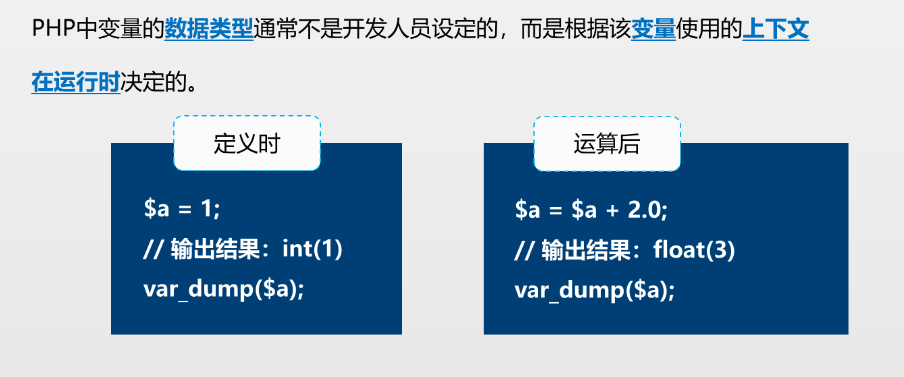 PHP中变量的数据类型通常不是开发人员设定的，而是根据该变量使用的上下文
在运行时决定的。
定义时
$a = 1;
// 输出结果：int(1)
var_dump($a);
运算后
$a = $a + 2.0;
// 输出结果：float(3)
var_dump($a);